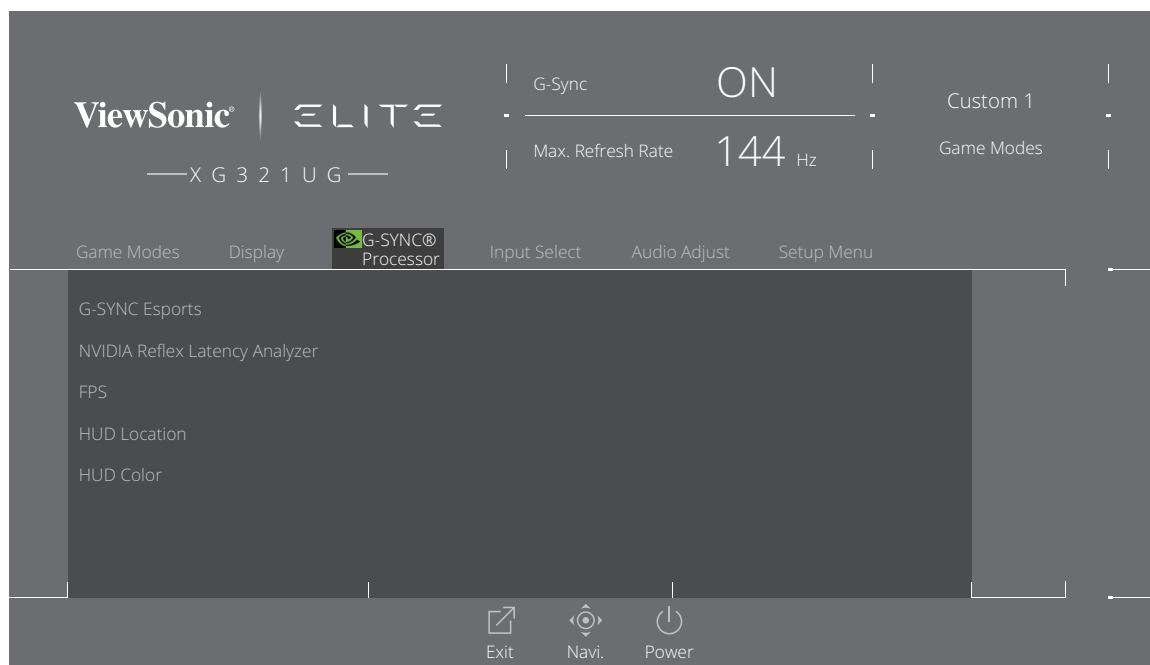 ViewSonic® | ELITE
XG321UG
G-Sync ON
Max. Refresh Rate 144 Hz
Custom 1
Game Modes
Game Modes
Display
G-SYNC®
Processor
Input Select
Audio Adjust
Setup Menu
G-SYNC Esports
NVIDIA Reflex Latency Analyzer
FPS
HUD Location
HUD Color
Exit
Navi.
Power